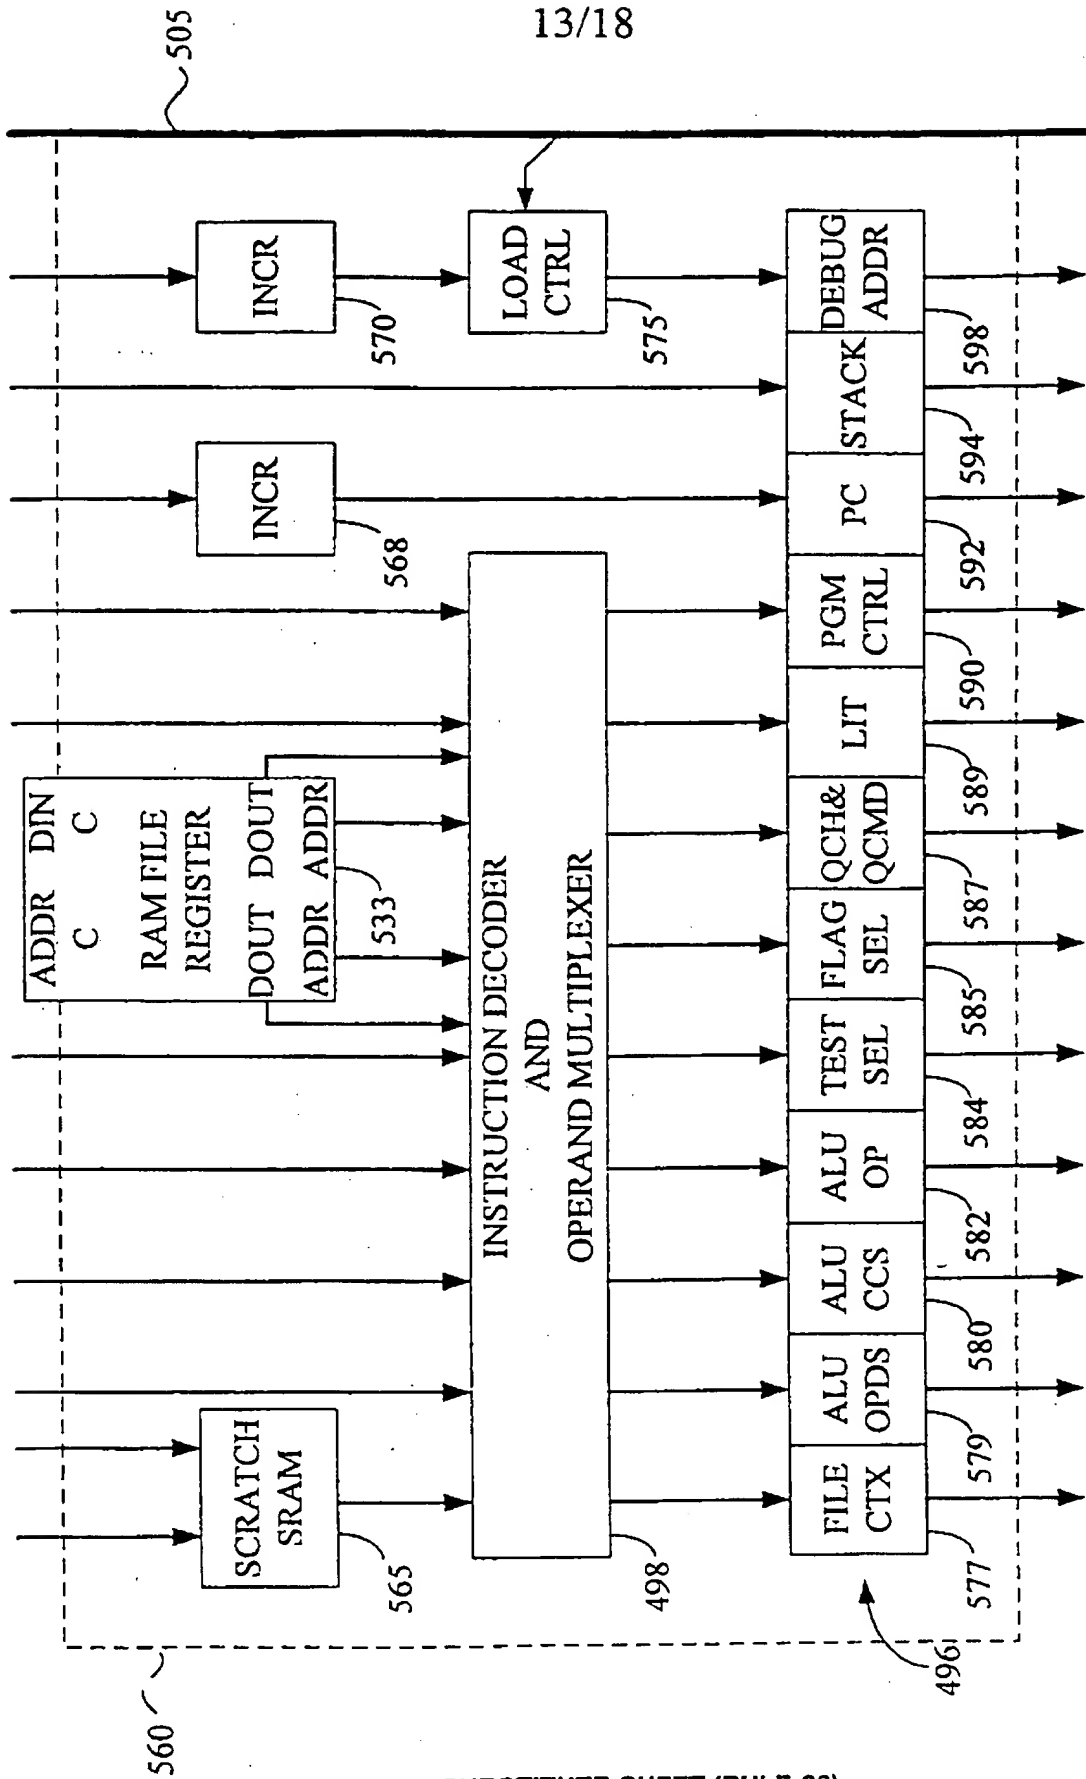 13/18
505
560
SCRATCH
SRAM
565
ADDR DIN
C C
RAM FILE
REGISTER
DOUT DOUT
ADDR ADDR
533
INCR
568
INCR
570
INSTRUCTION DECODER
AND
OPERAND MULTIPLEXER
498
LOAD
CTRL
575
496
FILE
CTX
577
ALU
OPDS
579
ALU
CCS
580
ALU
OP
582
TEST
SEL
584
FLAG
SEL
585
QCH&
QCMD
587
LIT
589
PGM
CTRL
590
PC
592
STACK
594
DEBUG
ADDR
598